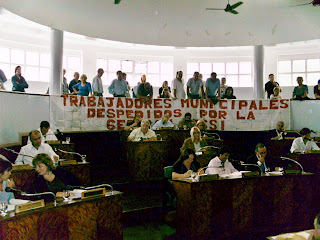 TRABAJADORES MUNICIPALES
DESPEDIDOS POR LA